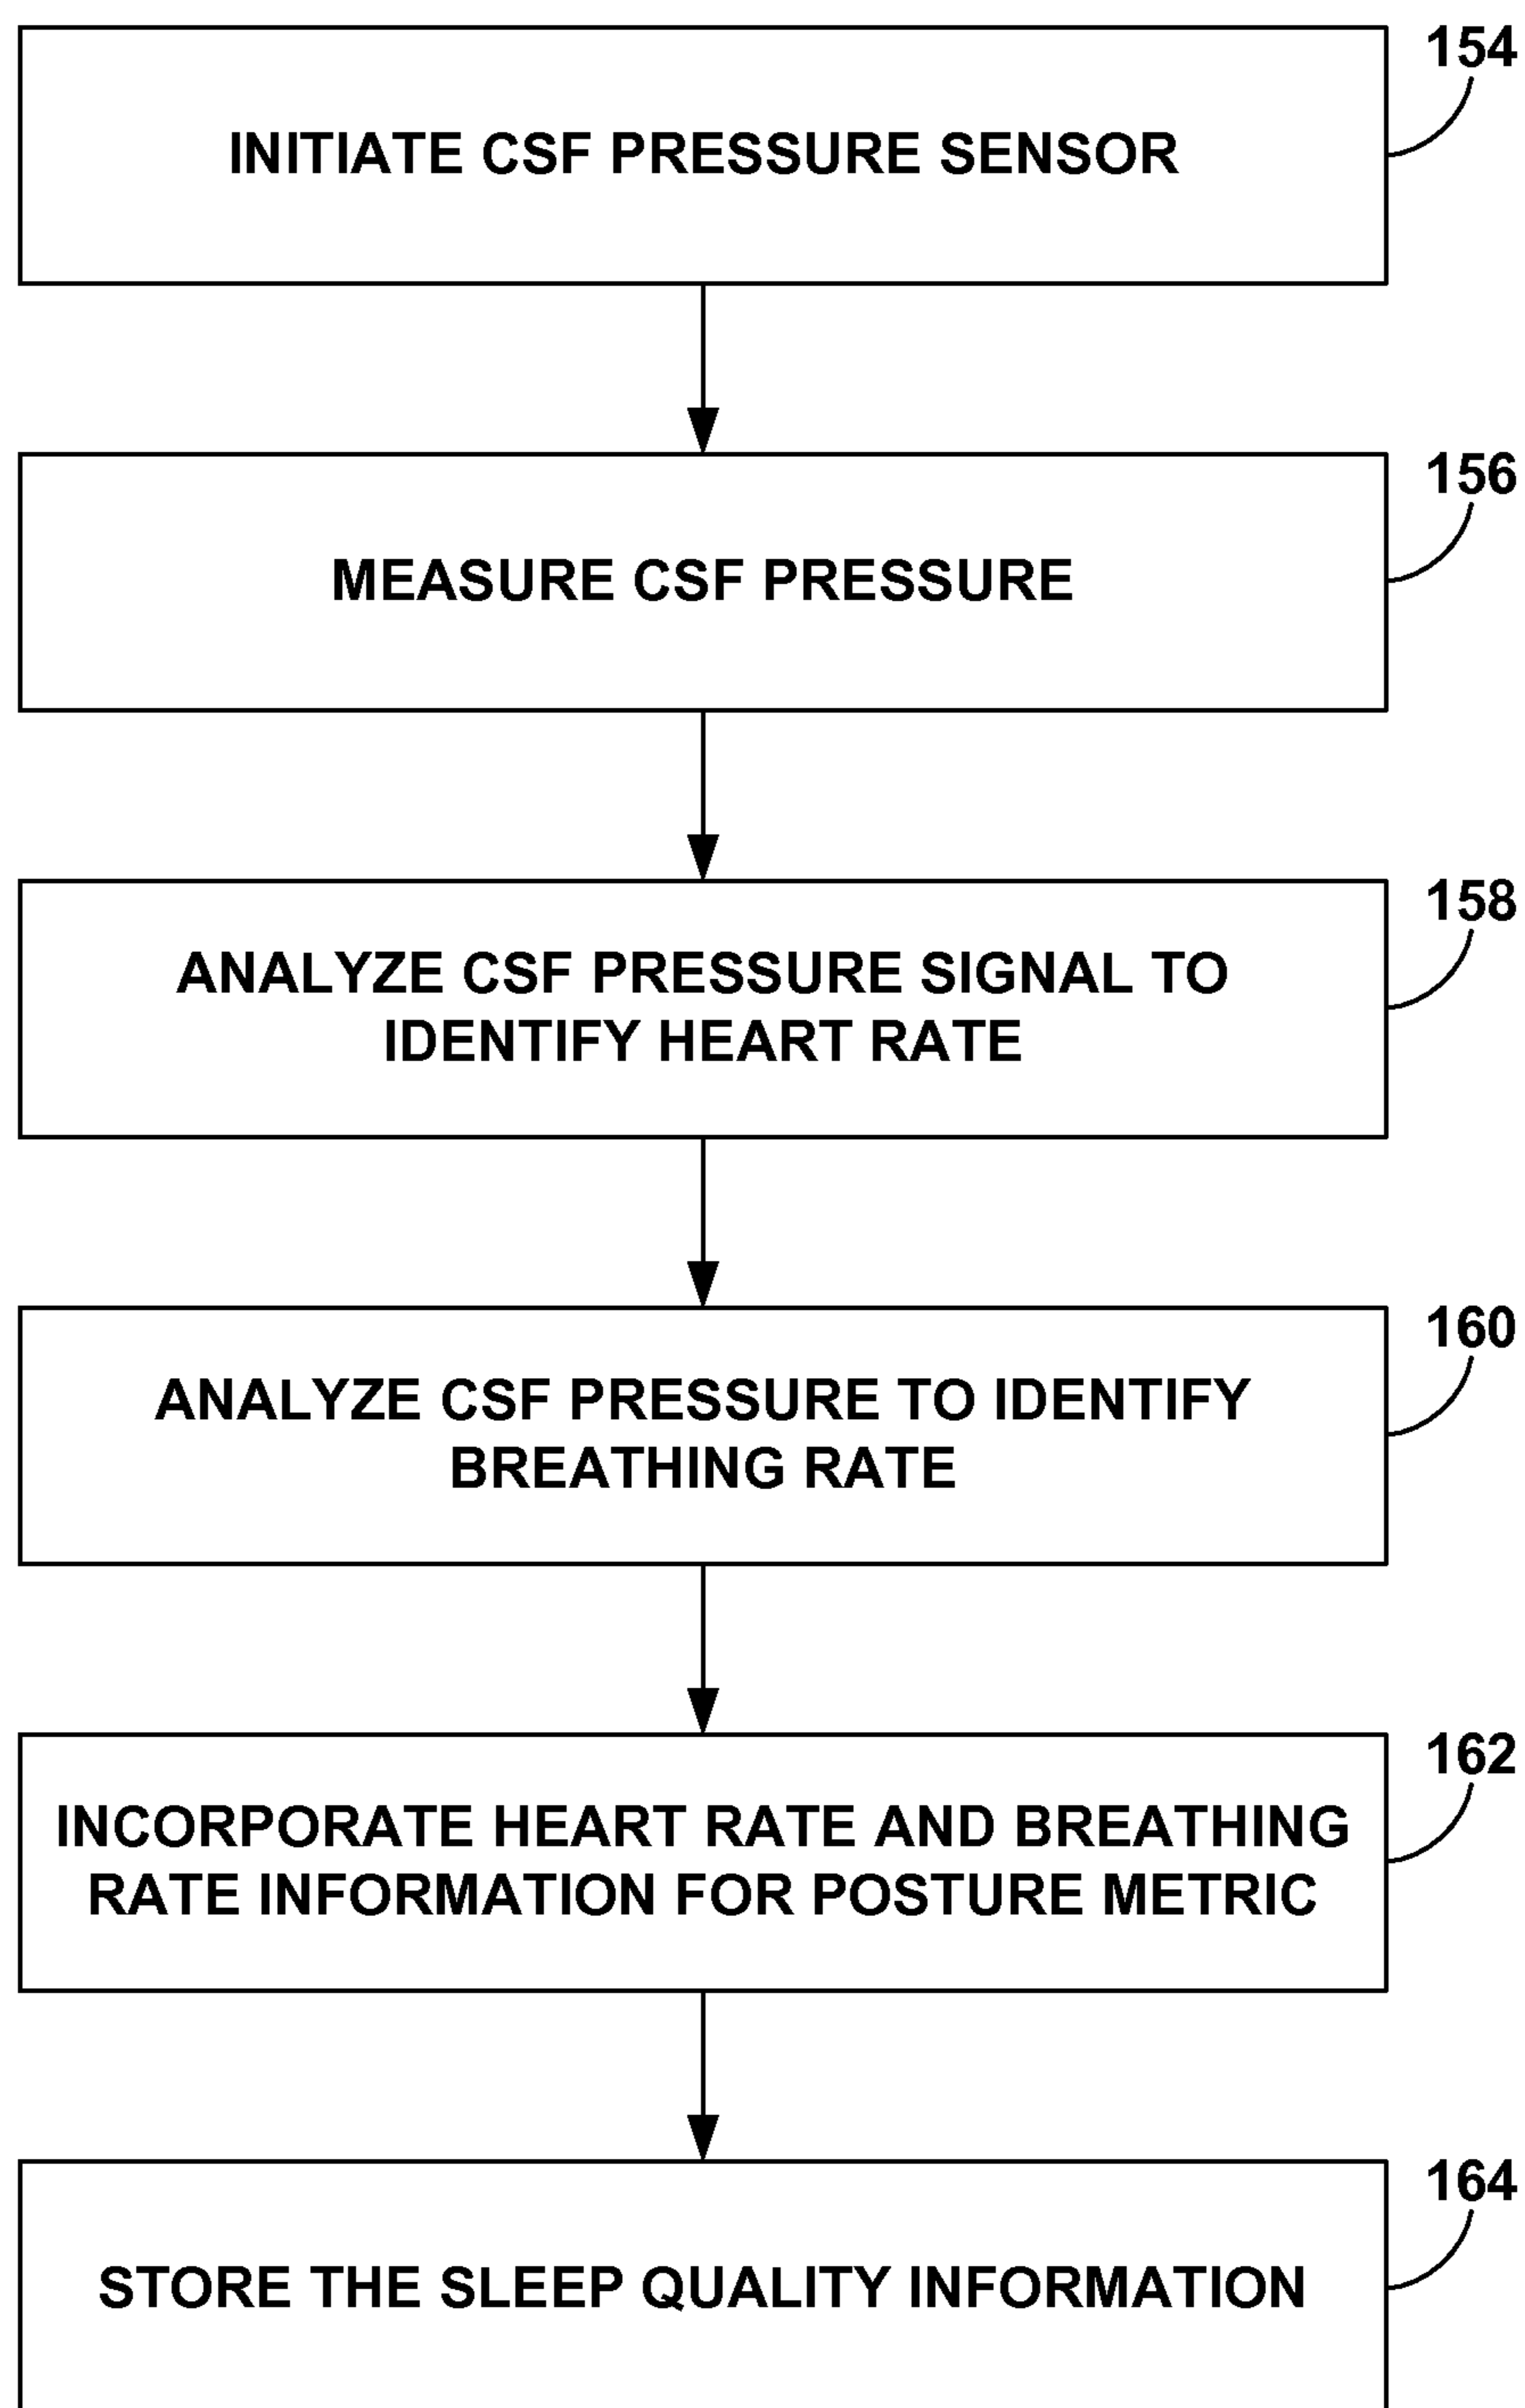 154
INITIATE CSF PRESSURE SENSOR
156
MEASURE CSF PRESSURE
158
ANALYZE CSF PRESSURE SIGNAL TO
IDENTIFY HEART RATE
160
ANALYZE CSF PRESSURE TO IDENTIFY
BREATHING RATE
162
INCORPORATE HEART RATE AND BREATHING
RATE INFORMATION FOR POSTURE METRIC
164
STORE THE SLEEP QUALITY INFORMATION